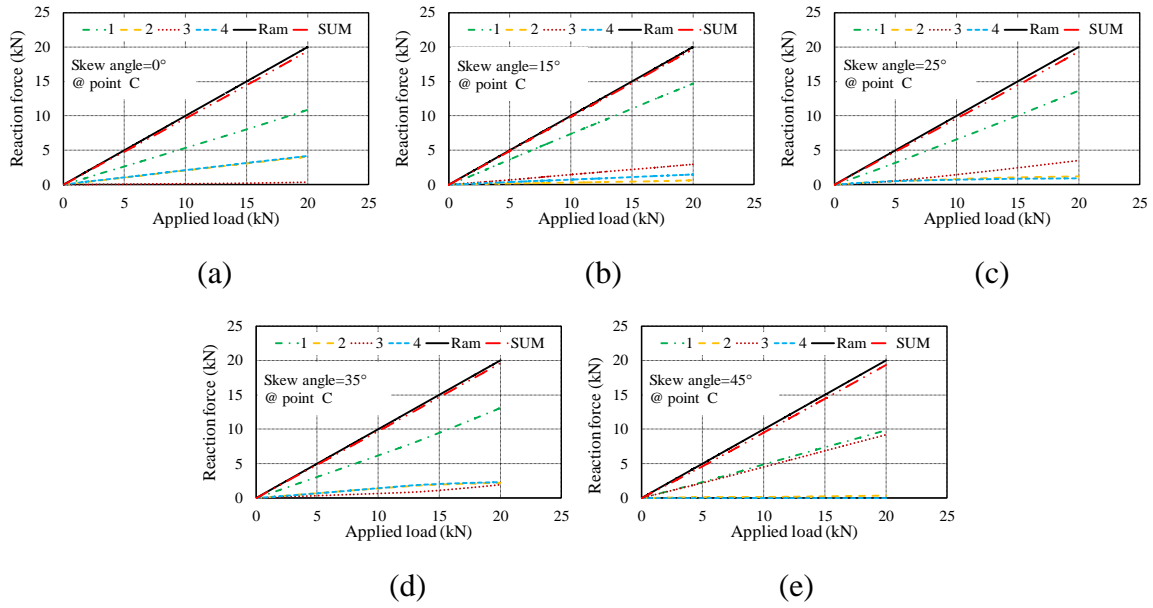 25
20
15
10
5
0
Reaction force (kN)
1 2 3 4 Ram SUM
Skew angle=0°
@ point C
0 5 10 15 20 25
Applied load (kN)
(a)
25
20
15
10
5
0
Reaction force (kN)
1 2 3 4 Ram SUM
Skew angle=15°
@ point C
0 5 10 15 20 25
Applied load (kN)
(b)
25
20
15
10
5
0
Reaction force (kN)
1 2 3 4 Ram SUM
Skew angle=25°
@ point C
0 5 10 15 20 25
Applied load (kN)
(c)
25
20
15
10
5
0
Reaction force (kN)
1 2 3 4 Ram SUM
Skew angle=35°
@ point C
0 5 10 15 20 25
Applied load (kN)
(d)
25
20
15
10
5
0
Reaction force (kN)
1 2 3 4 Ram SUM
Skew angle=45°
@ point C
0 5 10 15 20 25
Applied load (kN)
(e)